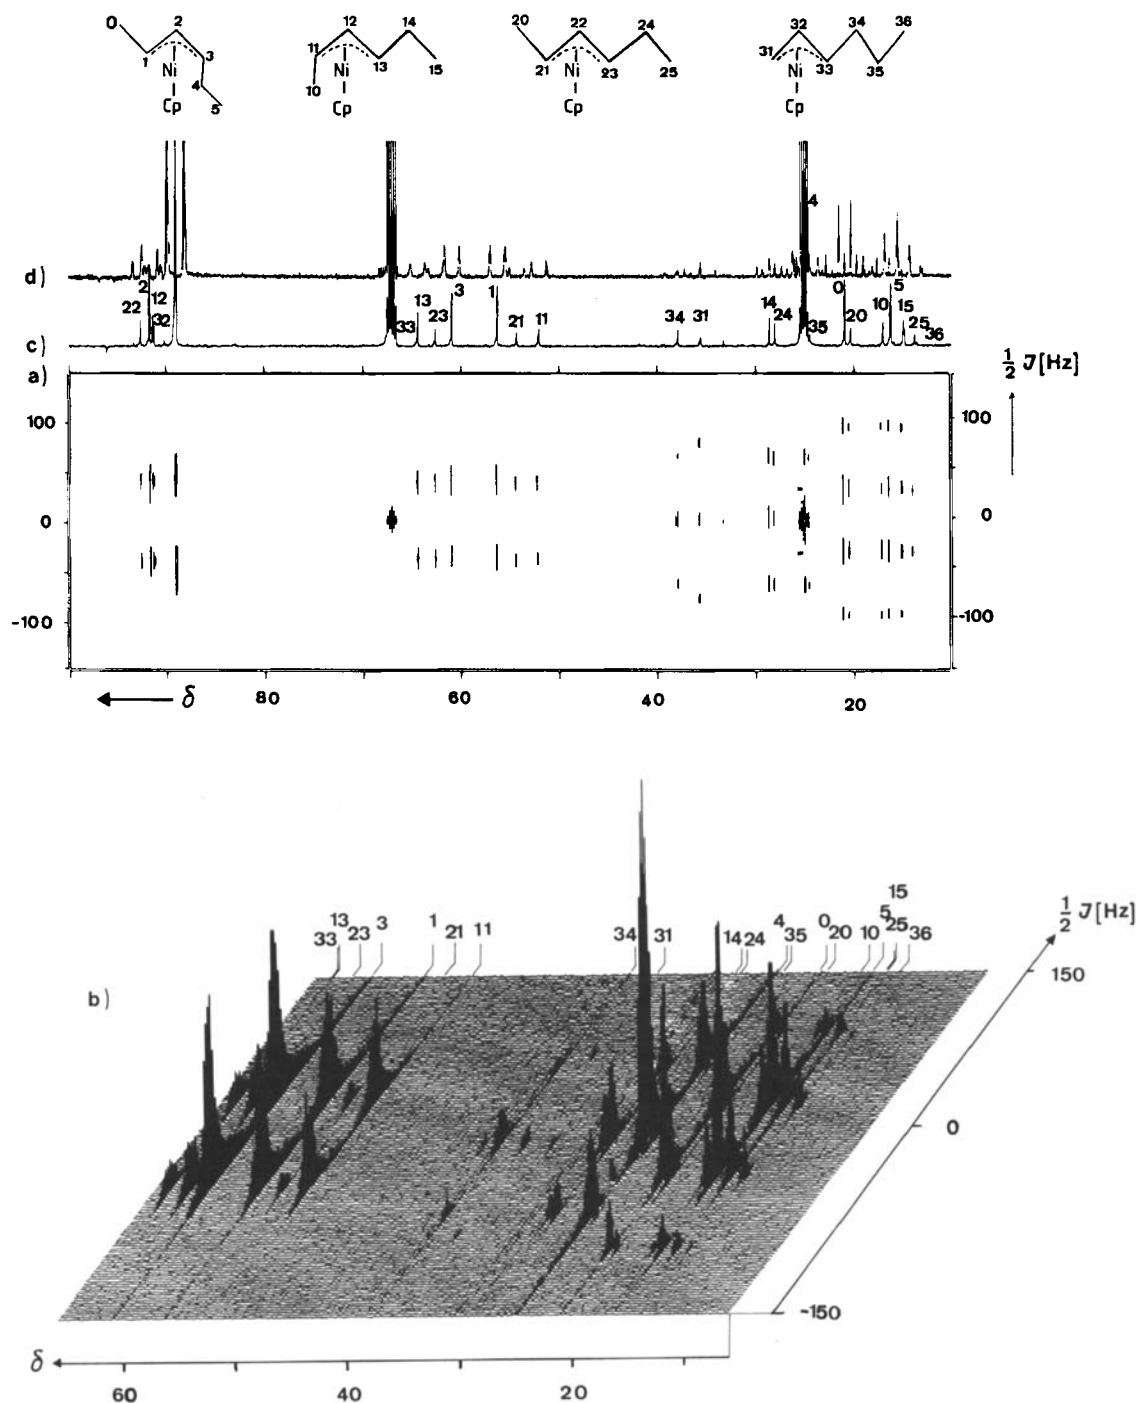 O 2 12 14 20 22 24 32 34 36
1 3 11 13 15 21 23 25 31 33 35
Ni Ni Ni Ni
4 5 10
Cp Cp Cp Cp
4
d)
2 12 3 1 0 5
22 32 33 13 23 21 11 34 31 14 24 35 20 10 15 25 36
c)
a)
½ J[Hz]
100 100
0 0
-100 -100
δ 80 60 40 20
15
13 3 1 4 0 5
33 23 21 11 34 31 14 24 35 20 10 25 36
½ J[Hz]
b)
150
0
-150
δ
60 40 20